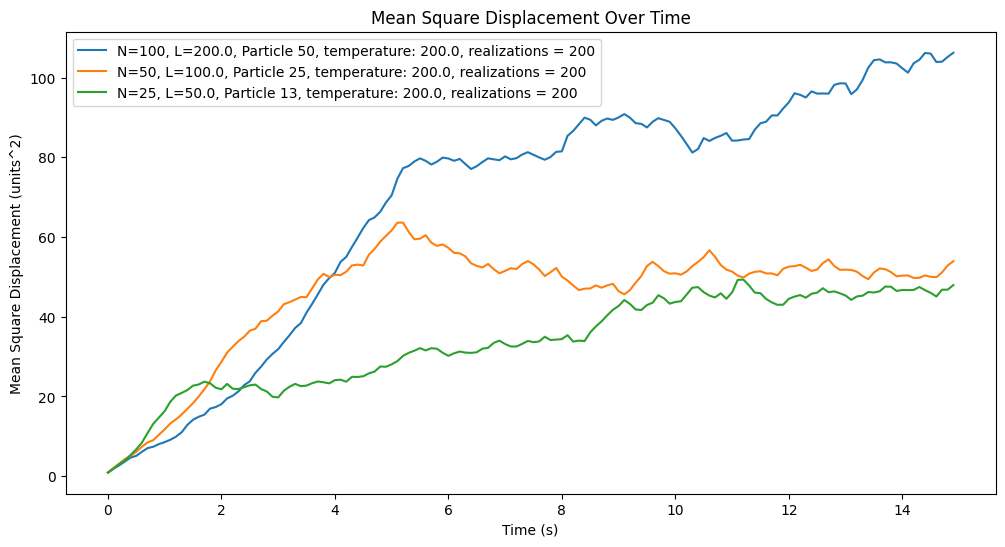 Mean Square Displacement Over Time
N=100, L=200.0, Particle 50, temperature: 200.0, realizations = 200
N=50, L=100.0, Particle 25, temperature: 200.0, realizations = 200
N=25, L=50.0, Particle 13, temperature: 200.0, realizations = 200
Mean Square Displacement (units^2)
100
80
60
40
20
0
0 2 4 6 8 10 12 14
Time (s)